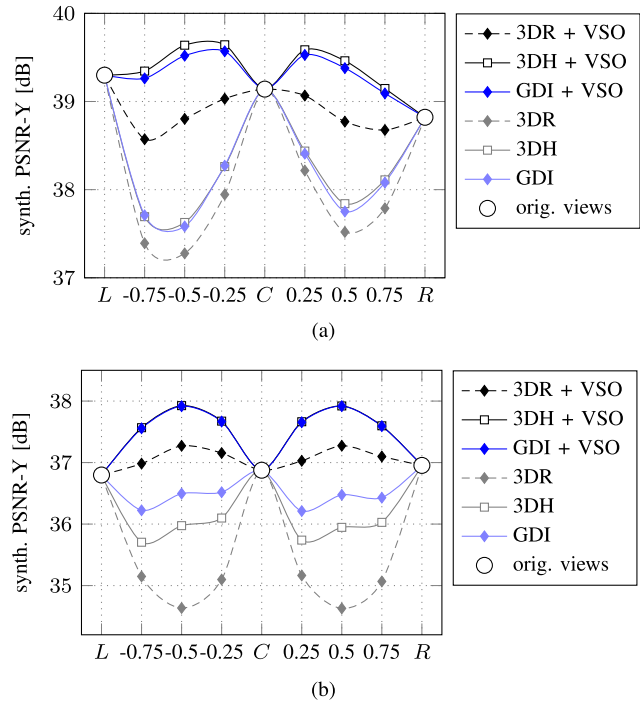 synth. PSNR-Y [dB]
40
39
38
37
L -0.75 -0.5 -0.25 C 0.25 0.5 0.75 R
3DR + VSO
3DH + VSO
GDI + VSO
3DR
3DH
GDI
orig. views
(a)
synth. PSNR-Y [dB]
38
37
36
35
L -0.75 -0.5 -0.25 C 0.25 0.5 0.75 R
3DR + VSO
3DH + VSO
GDI + VSO
3DR
3DH
GDI
orig. views
(b)